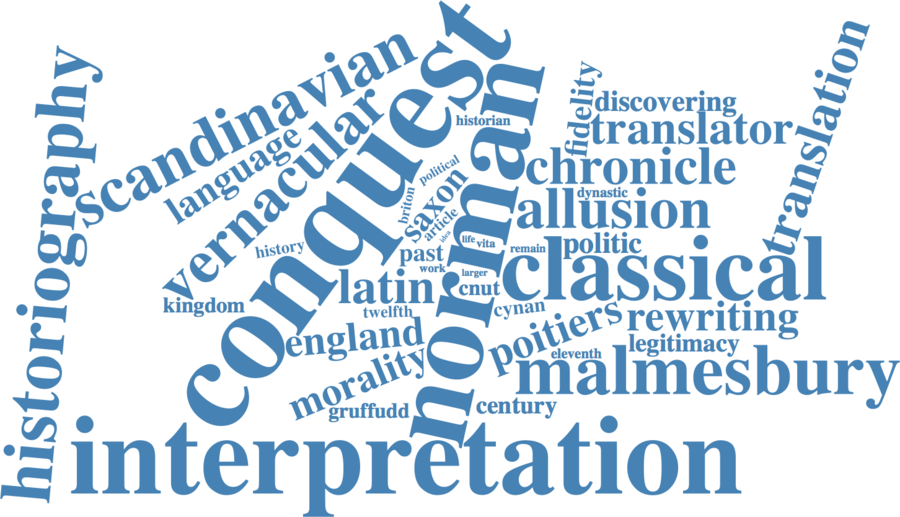 historiography
scandinavian
language
vernacular
conquest
norman
historian
political
briton
saxon
article
idea
history
past
work
life
vita
larger
cnut
remain
latin
twelfth
kingdom
england
morality
gruffudd
fidelity
discovering
translator
chronicle
dynastic
allusion
politic
classical
translation
cynan
poitiers
rewriting
legitimacy
eleventh
malmesbury
century
interpretation